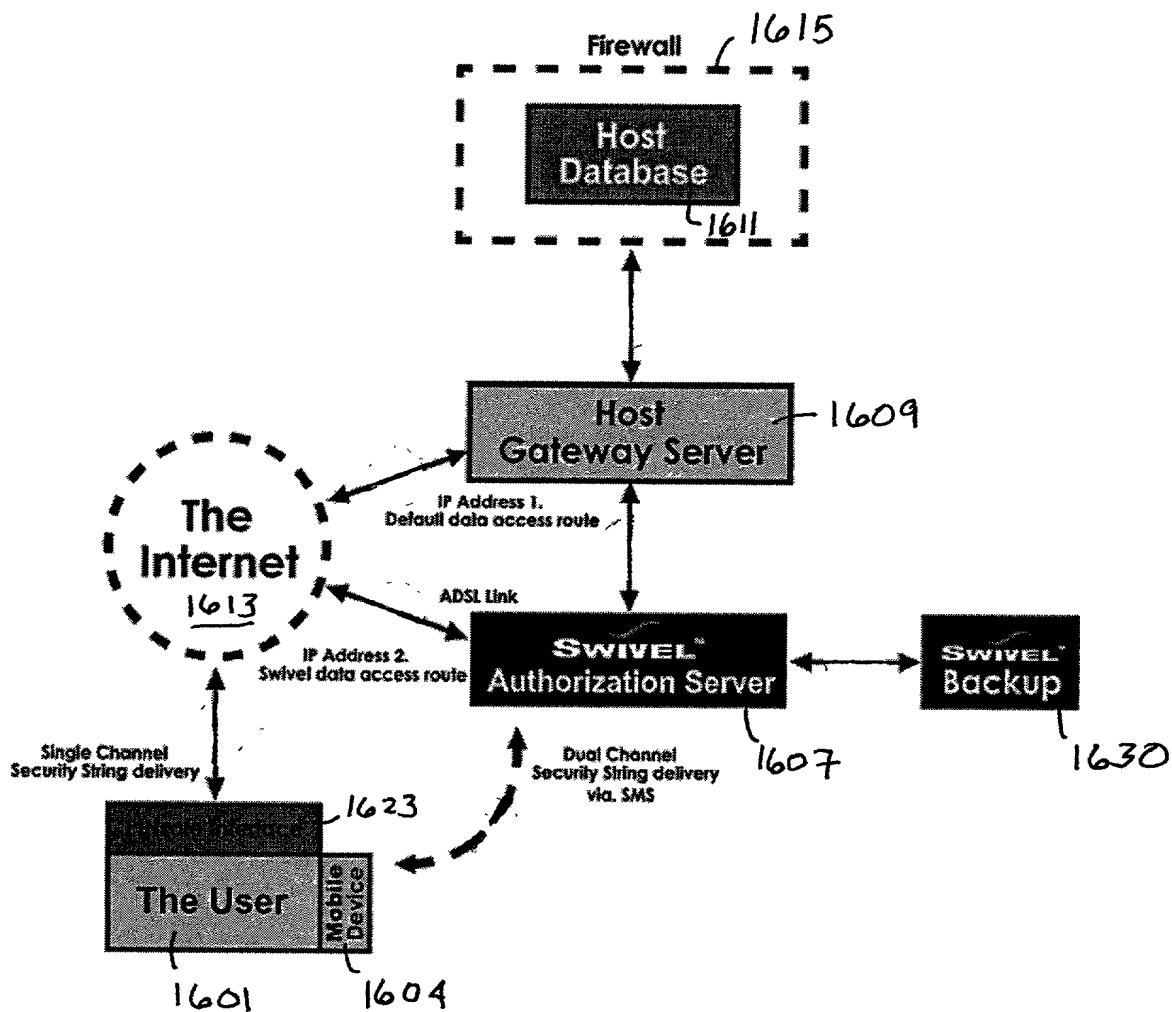 1615
Firewall
Host
Database
1611
Host
Gateway Server
1609
IP Address 1.
Default data access route
The
Internet
1613
ADSL Link
IP Address 2.
Swivel data access route
SWIVEL™
Authorization Server
1607
SWIVEL™
Backup
1630
Single Channel
Security String delivery
Dual Channel
Security String delivery
via. SMS
1623
The User
Mobile
Device
1601
1604